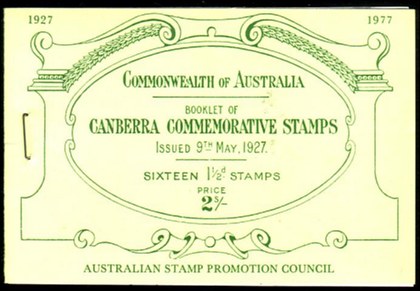 1927 1977
COMMONWEALTH OF AUSTRALIA
BOOKLET OF
CANBERRA COMMEMORATIVE STAMPS
ISSUED 9TH MAY, 1927.
SIXTEEN 1½d STAMPS
PRICE
2/-
AUSTRALIAN STAMP PROMOTION COUNCIL